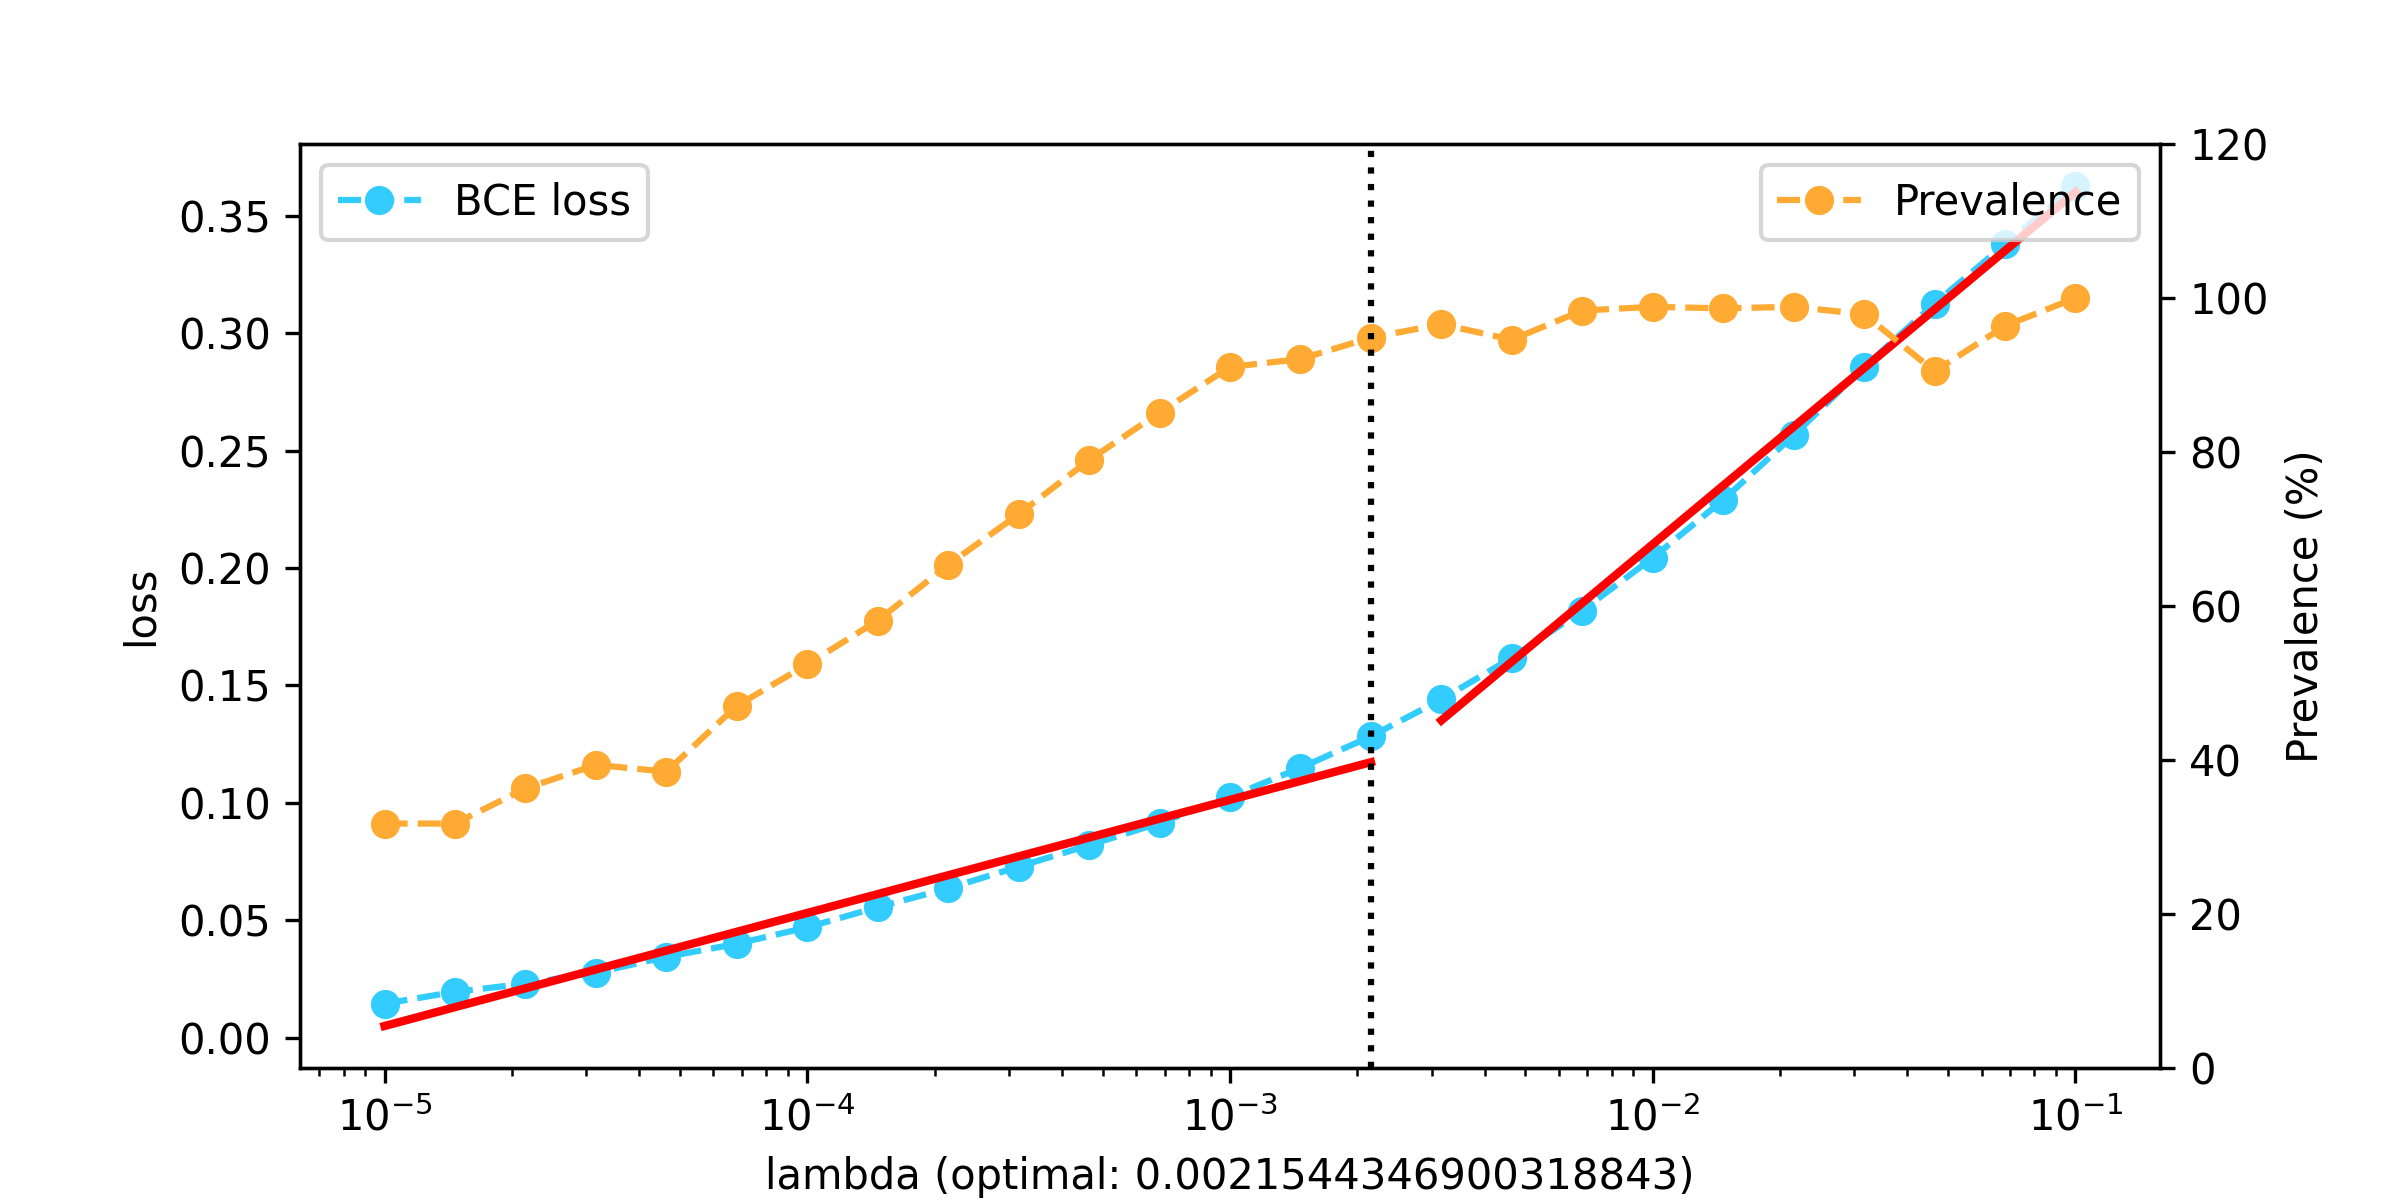 BCE loss
Prevalence
0.35
0.30
0.25
0.20
0.15
0.10
0.05
0.00
loss
120
100
80
60
40
20
0
Prevalence (%)
10⁻⁵ 10⁻⁴ 10⁻³ 10⁻² 10⁻¹
lambda (optimal: 0.0021544346900318843)